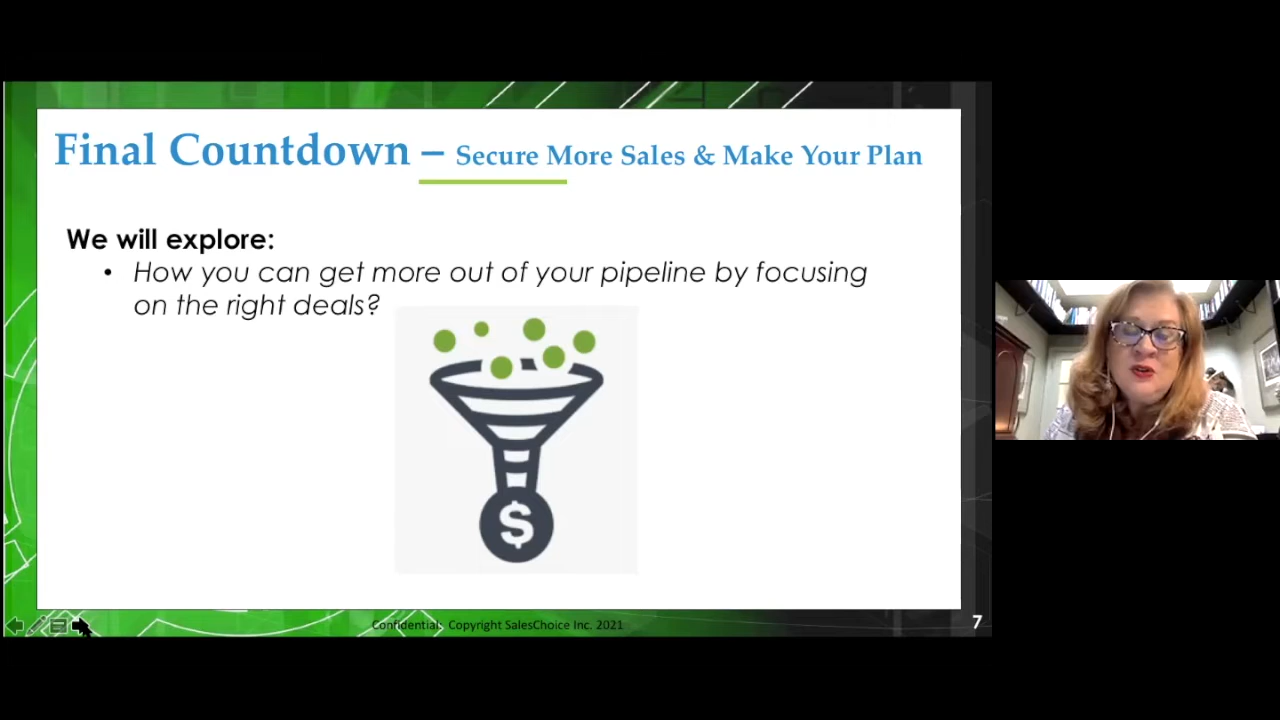 Final Countdown – Secure More Sales & Make Your Plan
We will explore:
• How you can get more out of your pipeline by focusing
on the right deals?
$
Confidential: Copyright SalesChoice Inc. 2021
7